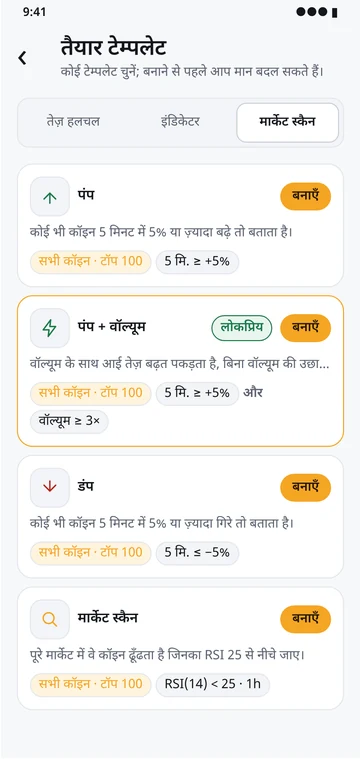 9:41
तैयार टेम्पलेट
कोई टेम्पलेट चुनें; बनाने से पहले आप मान बदल सकते हैं।
तेज़ हलचल
इंडिकेटर
मार्केट स्कैन
पंप
बनाएँ
कोई भी कॉइन 5 मिनट में 5% या ज़्यादा बढ़े तो बताता है।
सभी कॉइन · टॉप 100
5 मि. ≥ +5%
पंप + वॉल्यूम
लोकप्रिय
बनाएँ
वॉल्यूम के साथ आई तेज़ बढ़त पकड़ता है, बिना वॉल्यूम की उछा...
सभी कॉइन · टॉप 100
5 मि. ≥ +5%
और
वॉल्यूम ≥ 3×
डंप
बनाएँ
कोई भी कॉइन 5 मिनट में 5% या ज़्यादा गिरे तो बताता है।
सभी कॉइन · टॉप 100
5 मि. ≤ −5%
मार्केट स्कैन
बनाएँ
पूरे मार्केट में वे कॉइन ढूँढता है जिनका RSI 25 से नीचे जाए।
सभी कॉइन · टॉप 100
RSI(14) < 25 · 1h